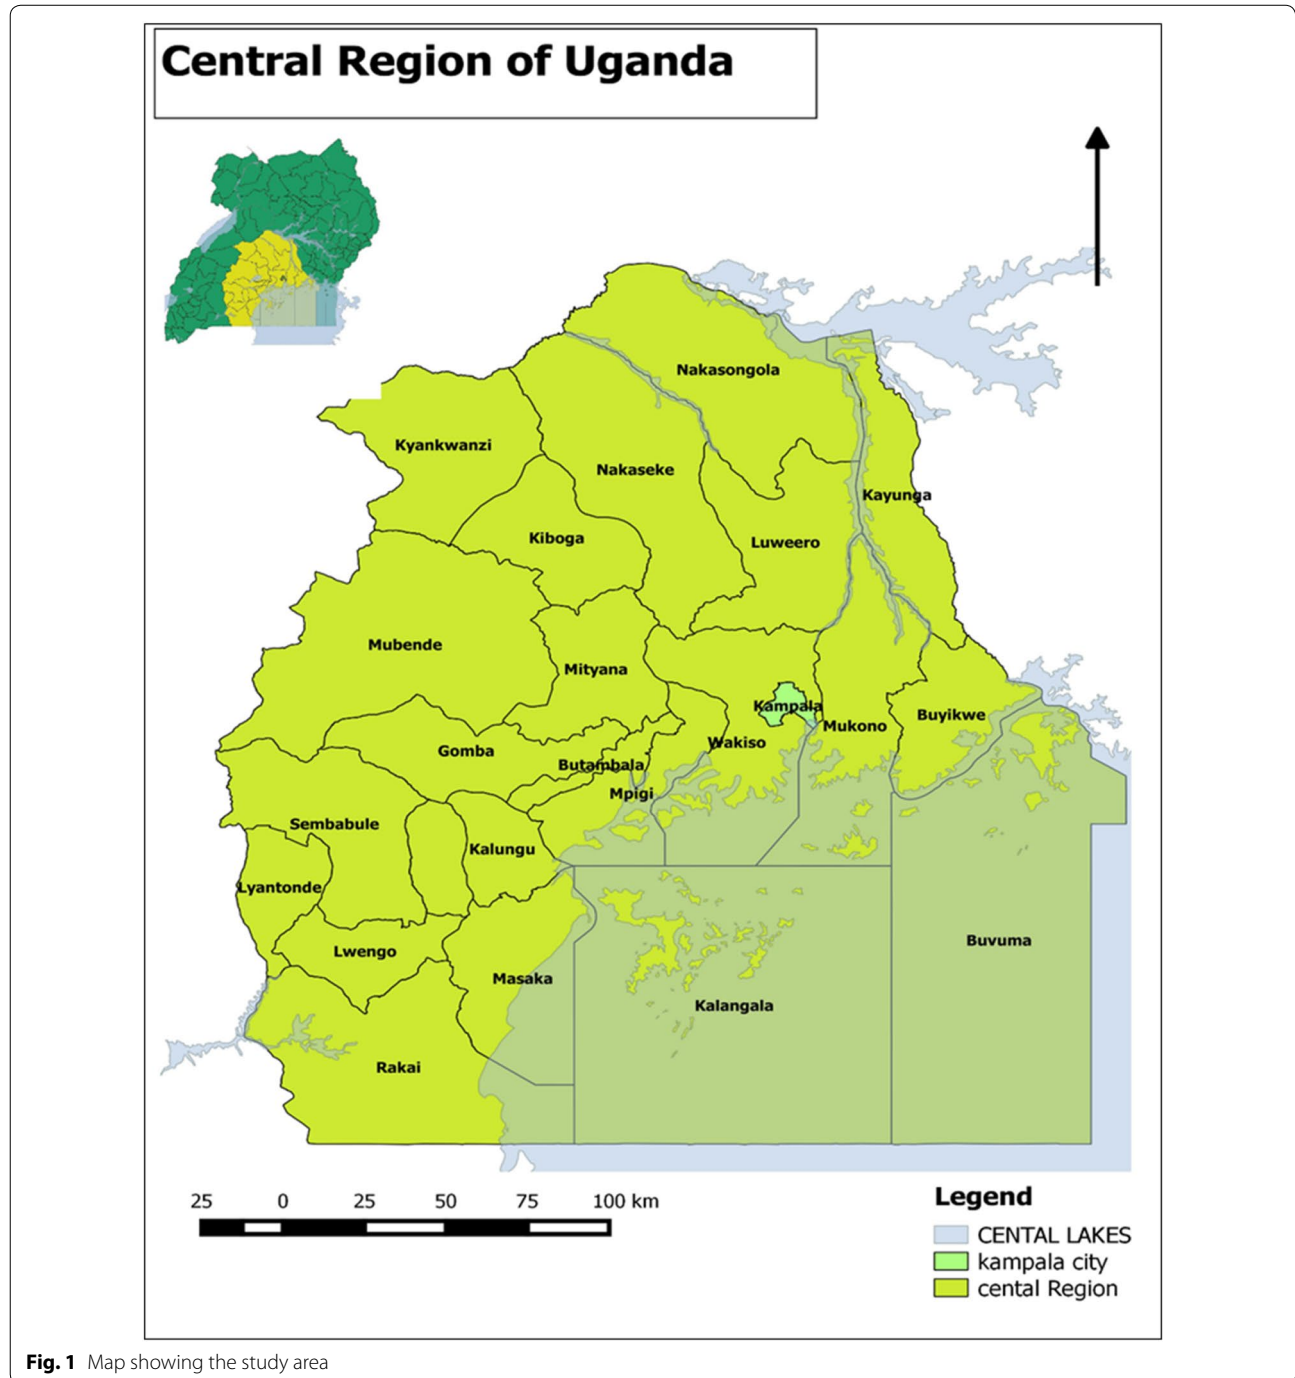 Central Region of Uganda
Nakasongola
Kyankwanzi
Nakaseke
Kayunga
Kiboga
Luweero
Mubende
Mityana
Kampala
Buyikwe
Mukono
Wakiso
Gomba
Butambala
Mpigi
Sembabule
Kalungu
Lyantonde
Buvuma
Lwengo
Masaka
Kalangala
Rakai
25 0 25 50 75 100 km
Legend
CENTAL LAKES
kampala city
cental Region
Fig. 1 Map showing the study area